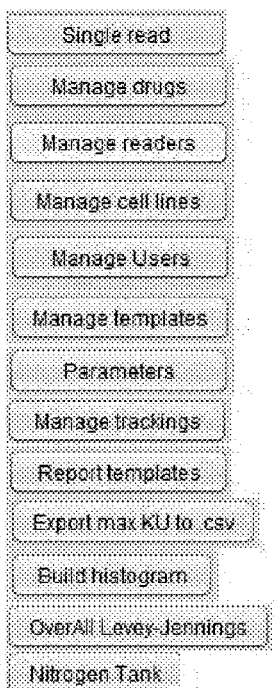 Single read
Manage drugs
Manage readers
Manage cell lines
Manage Users
Manage templates
Parameters
Manage trackings
Report templates
Export max KU to .csv
Build histogram
OverAll Levey-Jennings
Nitrogen Tank